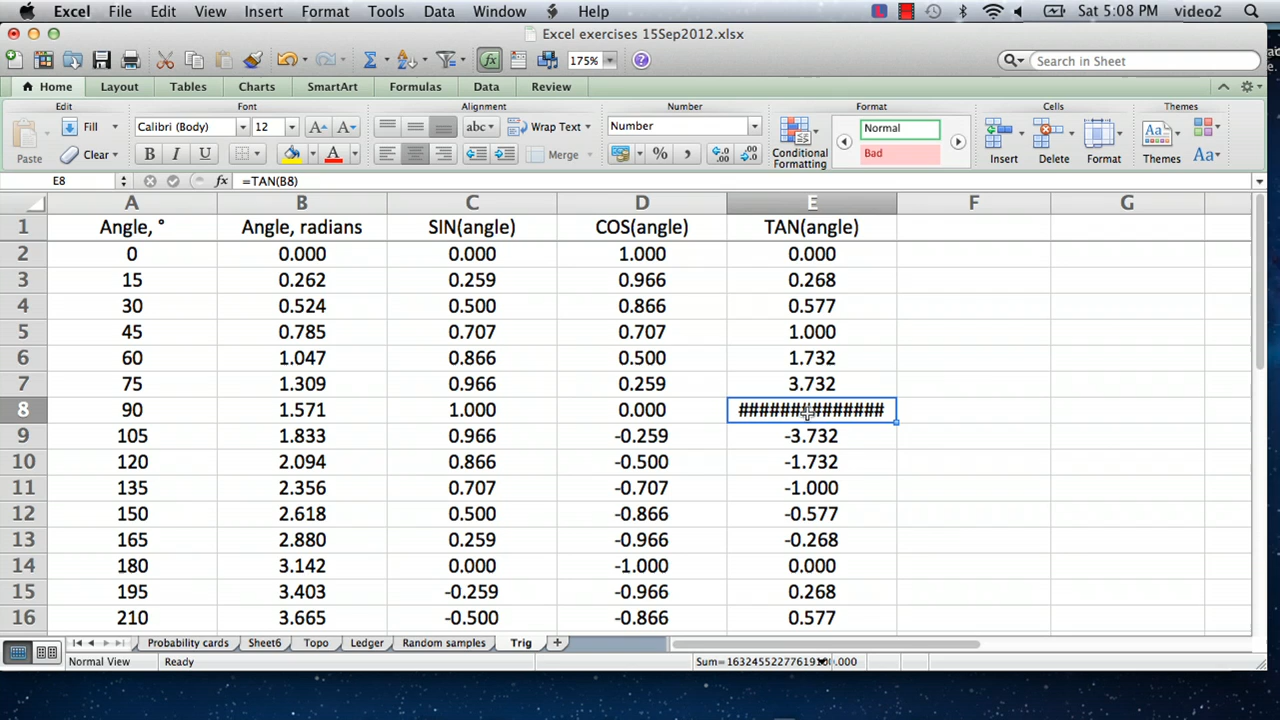 Excel File Edit View Insert Format Tools Data Window Help Sat 5:08 PM video2
Excel exercises 15Sep2012.xlsx
175% Search in Sheet
Home Layout Tables Charts SmartArt Formulas Data Review
Edit Font Alignment Number Format Cells Themes
Paste Fill Calibri (Body) 12 abc Wrap Text Number Conditional Formatting Normal Insert Delete Format Themes Aa
Clear B I U A Merge % Bad
E8 fx =TAN(B8)
A B C D E F G
1 Angle, ° Angle, radians SIN(angle) COS(angle) TAN(angle)
2 0 0.000 0.000 1.000 0.000
3 15 0.262 0.259 0.966 0.268
4 30 0.524 0.500 0.866 0.577
5 45 0.785 0.707 0.707 1.000
6 60 1.047 0.866 0.500 1.732
7 75 1.309 0.966 0.259 3.732
8 90 1.571 1.000 0.000 ##############
9 105 1.833 0.966 -0.259 -3.732
10 120 2.094 0.866 -0.500 -1.732
11 135 2.356 0.707 -0.707 -1.000
12 150 2.618 0.500 -0.866 -0.577
13 165 2.880 0.259 -0.966 -0.268
14 180 3.142 0.000 -1.000 0.000
15 195 3.403 -0.259 -0.966 0.268
16 210 3.665 -0.500 -0.866 0.577
Probability cards Sheet6 Topo Ledger Random samples Trig
Normal View Ready